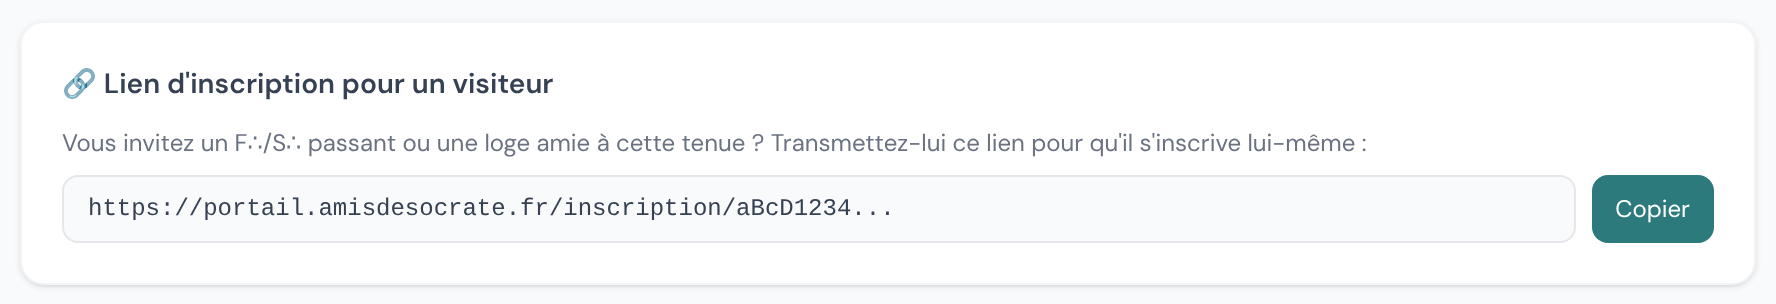 🔗 Lien d'inscription pour un visiteur
Vous invitez un F∴/S∴ passant ou une loge amie à cette tenue ? Transmettez-lui ce lien pour qu'il s'inscrive lui-même :
https://portail.amisdesocrate.fr/inscription/aBcD1234...
Copier